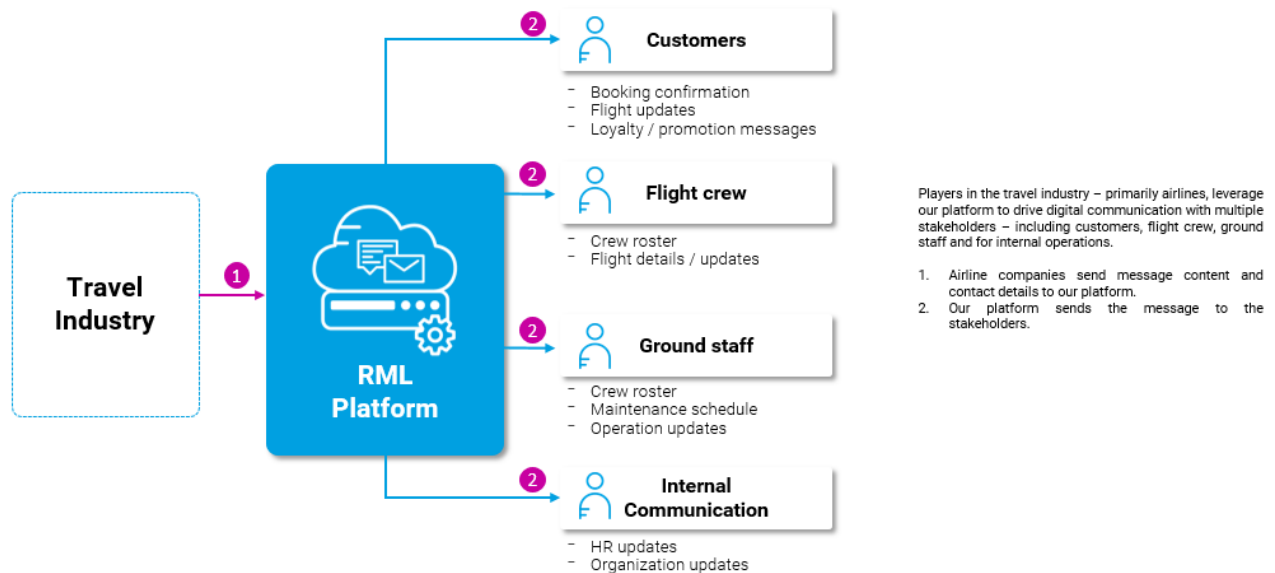 2
Customers
- Booking confirmation
- Flight updates
- Loyalty / promotion messages
2
Flight crew
- Crew roster
- Flight details / updates
Travel
Industry
1
RML
Platform
2
Ground staff
- Crew roster
- Maintenance schedule
- Operation updates
2
Internal
Communication
- HR updates
- Organization updates
Players in the travel industry – primarily airlines, leverage
our platform to drive digital communication with multiple
stakeholders – including customers, flight crew, ground
staff and for internal operations.
1. Airline companies send message content and
contact details to our platform.
2. Our platform sends the message to the
stakeholders.